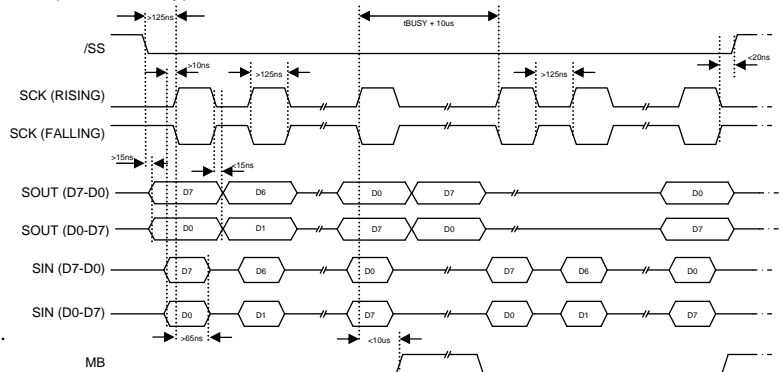 >125ns
tBUSY + 10us
/SS
>10ns
>125ns
>125ns
<20ns
SCK (RISING)
SCK (FALLING)
>15ns
<15ns
SOUT (D7-D0) D7 D6 D0 D7 D0
SOUT (D0-D7) D0 D1 D7 D0 D7
SIN (D7-D0) D7 D6 D0 D7 D6 D0
SIN (D0-D7) D0 D1 D7 D0 D1 D7
>65ns
<10us
MB